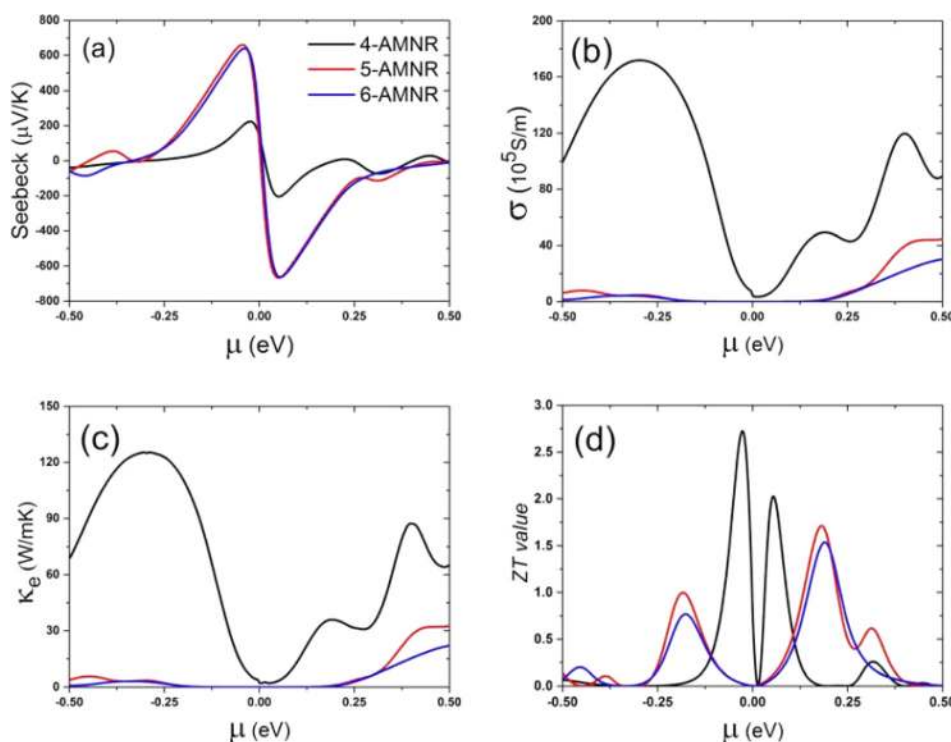 (a)
4-AMNR
5-AMNR
6-AMNR
Seebeck (μV/K)
800
600
400
200
0
-200
-400
-600
-800
-0.50 -0.25 0.00 0.25 0.50
μ (eV)
(b)
σ (10⁵S/m)
200
160
120
80
40
0
-0.50 -0.25 0.00 0.25 0.50
μ (eV)
(c)
κe (W/mK)
150
120
90
60
30
0
-0.50 -0.25 0.00 0.25 0.50
μ (eV)
(d)
ZT value
3.0
2.5
2.0
1.5
1.0
0.5
0.0
-0.50 -0.25 0.00 0.25 0.50
μ (eV)